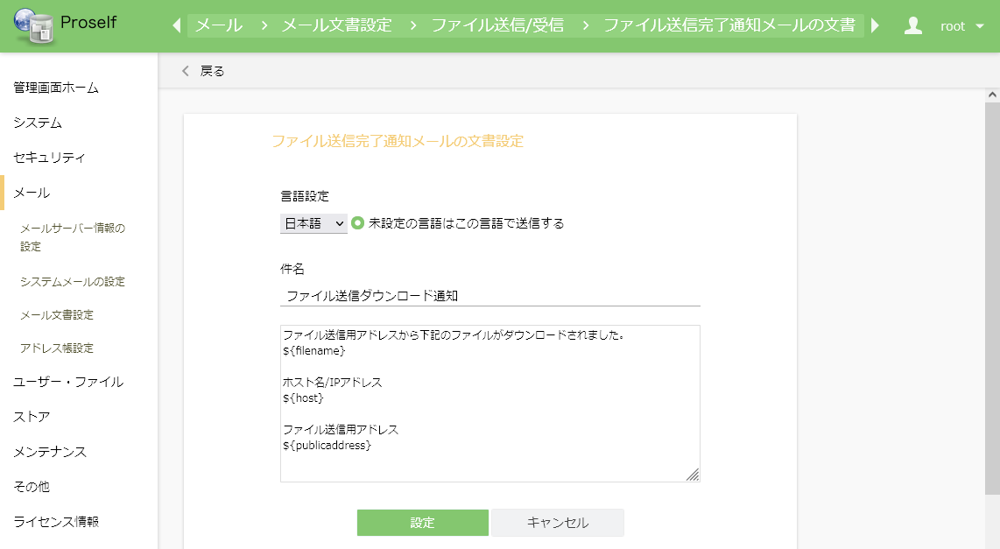 Proself
メール > メール文書設定 > ファイル送信/受信 > ファイル送信完了通知メールの文書
root
戻る
管理画面ホーム
システム
セキュリティ
メール
メールサーバー情報の
設定
システムメールの設定
メール文書設定
アドレス帳設定
ユーザー・ファイル
ストア
メンテナンス
その他
ライセンス情報
ファイル送信完了通知メールの文書設定
言語設定
日本語 未設定の言語はこの言語で送信する
件名
ファイル送信ダウンロード通知
ファイル送信用アドレスから下記のファイルがダウンロードされました。
${filename}
ホスト名/IPアドレス
${host}
ファイル送信用アドレス
${publicaddress}
設定 キャンセル